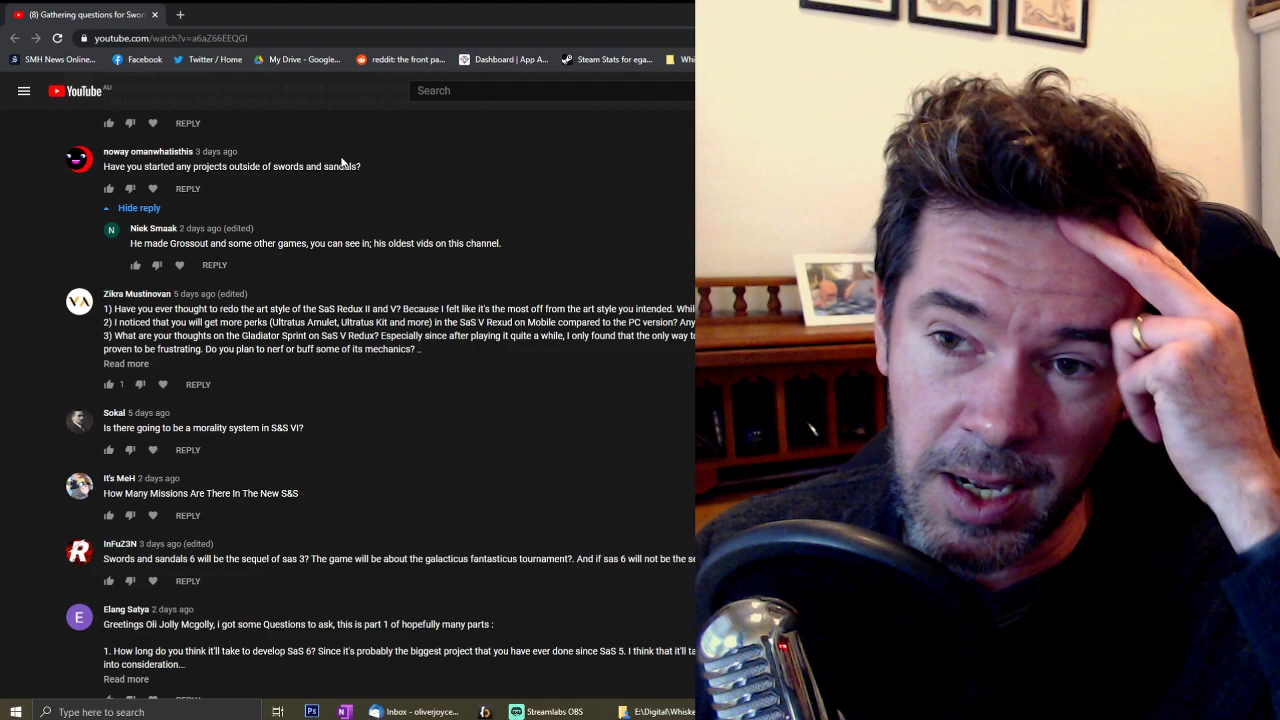 (8) Gathering questions for Swor
youtube.com/watch?v=a6aZ66EEQGI
SMH News Online...
Facebook
Twitter / Home
My Drive - Google...
reddit: the front pa...
Dashboard | App A...
Steam Stats for ega...
Whi
YouTube AU
Search
REPLY
noway omanwhatisthis 3 days ago
Have you started any projects outside of swords and sandals?
REPLY
Hide reply
N
Niek Smaak 2 days ago (edited)
He made Grossout and some other games, you can see in; his oldest vids on this channel.
REPLY
Zikra Mustinovan 5 days ago (edited)
1) Have you ever thought to redo the art style of the SaS Redux II and V? Because I felt like it's the most off from the art style you intended. Whil
2) I noticed that you will get more perks (Ultratus Amulet, Ultratus Kit and more) in the SaS V Rexud on Mobile compared to the PC version? Any
3) What are your thoughts on the Gladiator Sprint on SaS V Redux? Especially since after playing it quite a while, I only found that the only way to
proven to be frustrating. Do you plan to nerf or buff some of its mechanics? ..
Read more
1 REPLY
Sokal 5 days ago
Is there going to be a morality system in S&S VI?
REPLY
It's MeH 2 days ago
How Many Missions Are There In The New S&S
REPLY
InFuZ3N 3 days ago (edited)
Swords and sandals 6 will be the sequel of sas 3? The game will be about the galacticus fantasticus tournament?. And if sas 6 will not be the se
REPLY
E
Elang Satya 2 days ago
Greetings Oli Jolly Mcgolly, i got some Questions to ask, this is part 1 of hopefully many parts :
1. How long do you think it'll take to develop SaS 6? Since it's probably the biggest project that you have ever done since SaS 5. I think that it'll ta
into consideration...
Read more
Type here to search
Ps
N
Inbox - oliverjoyce...
Streamlabs OBS
E:\Digital\Whiske